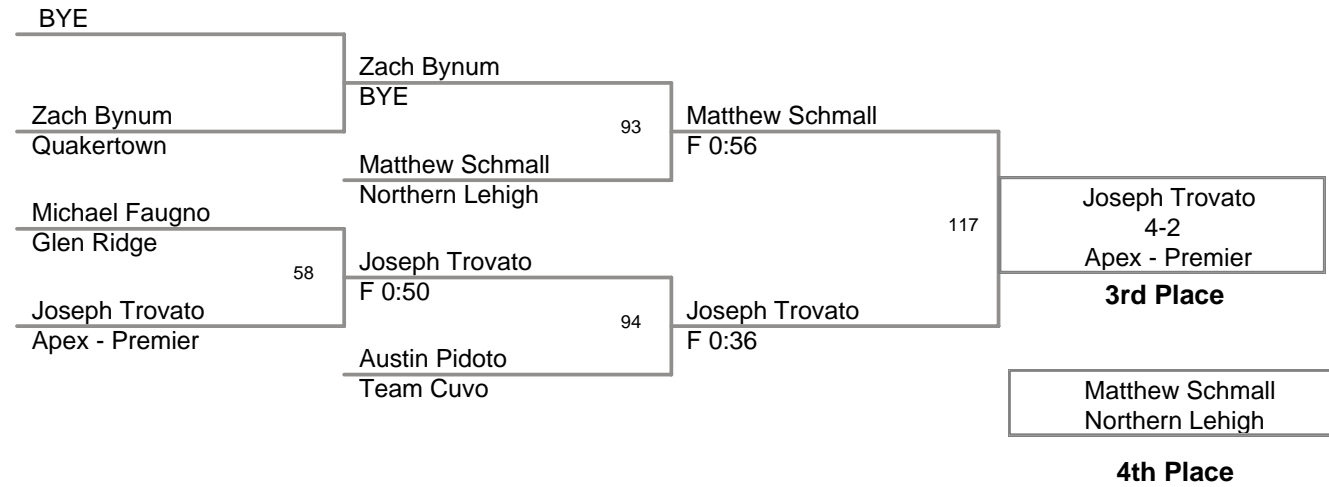 BYE
Zach Bynum
Quakertown
Michael Faugno
Glen Ridge
58
Joseph Trovato
Apex - Premier
Zach Bynum
BYE
93
Matthew Schmall
Northern Lehigh
Joseph Trovato
F 0:50
94
Austin Pidoto
Team Cuvo
Matthew Schmall
F 0:56
117
Joseph Trovato
F 0:36
Joseph Trovato
4-2
Apex - Premier
3rd Place
Matthew Schmall
Northern Lehigh
4th Place